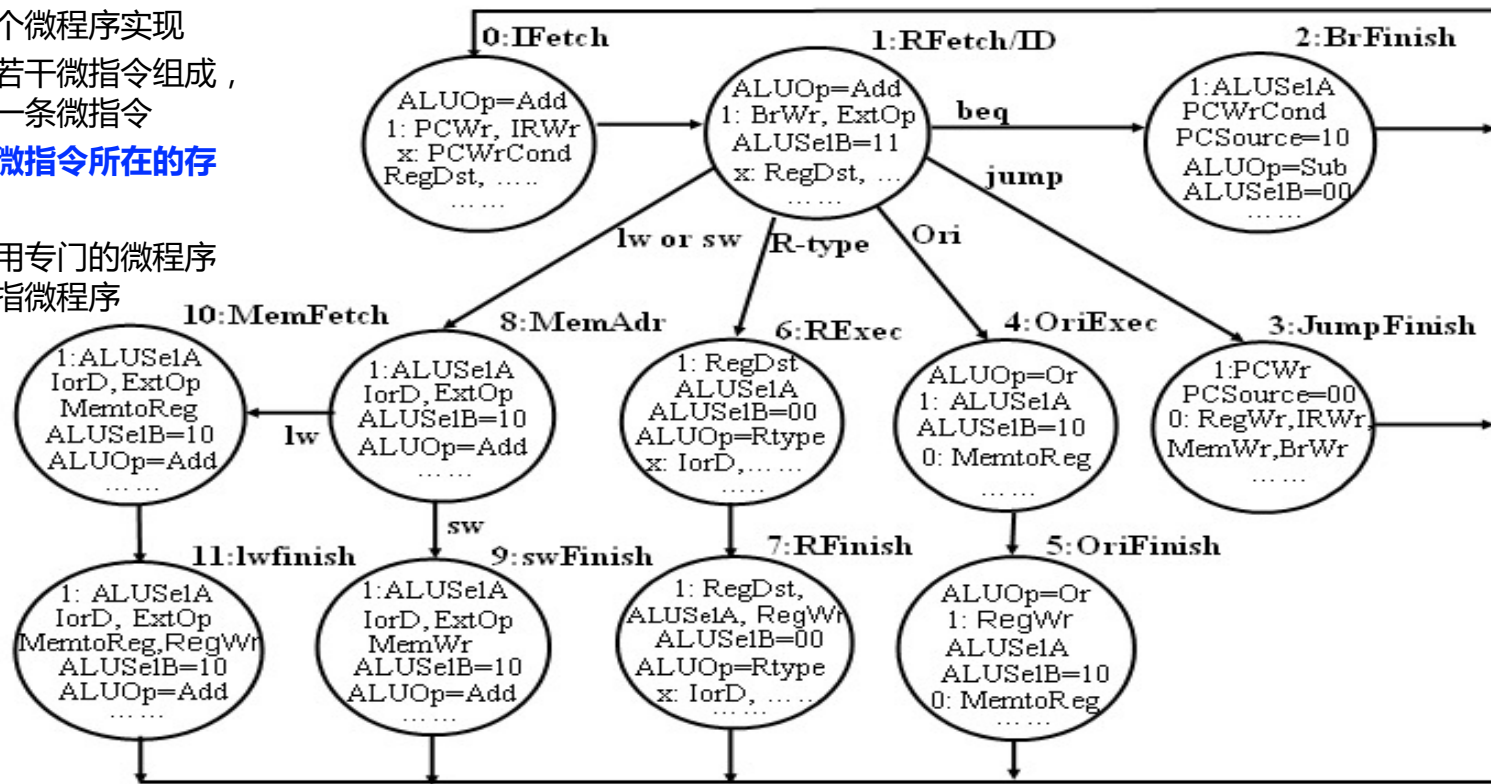 个微程序实现
若干微指令组成，
一条微指令
微指令所在的存
用专门的微程序
指微程序
0:IFetch
ALUOp=Add
1: PCWr, IRWr
x: PCWrCond
RegDst, …..
……
1:RFetch/ID
ALUOp=Add
1: BrWr, ExtOp
ALUSelB=11
x: RegDst, …
……
beq
jump
lw or sw
R-type
Ori
2:BrFinish
1:ALUSelA
PCWrCond
PCSource=10
ALUOp=Sub
ALUSelB=00
……
10:MemFetch
1:ALUSelA
IorD,ExtOp
MemtoReg
ALUSelB=10
ALUOp=Add
……
lw
8:MemAdr
1:ALUSelA
IorD,ExtOp
ALUSelB=10
ALUOp=Add
……
sw
6:RExec
1: RegDst
ALUSelA
ALUSelB=00
ALUOp=Rtype
x: IorD,……
…..
4:OriExec
ALUOp=Or
1: ALUSelA
ALUSelB=10
0: MemtoReg
……
3:JumpFinish
1:PCWr
PCSource=00
0: RegWr,IRWr,
MemWr,BrWr
……
11:lwfinish
1: ALUSelA
IorD, ExtOp
MemtoReg,RegWr
ALUSelB=10
ALUOp=Add
……
9:swFinish
1:ALUSelA
IorD,ExtOp
MemWr
ALUSelB=10
ALUOp=Add
……
7:RFinish
1: RegDst,
ALUSelA, RegWr
ALUSelB=00
ALUOp=Rtype
x: IorD, …..
……
5:OriFinish
ALUOp=Or
1: RegWr
ALUSelA
ALUSelB=10
0: MemtoReg
……